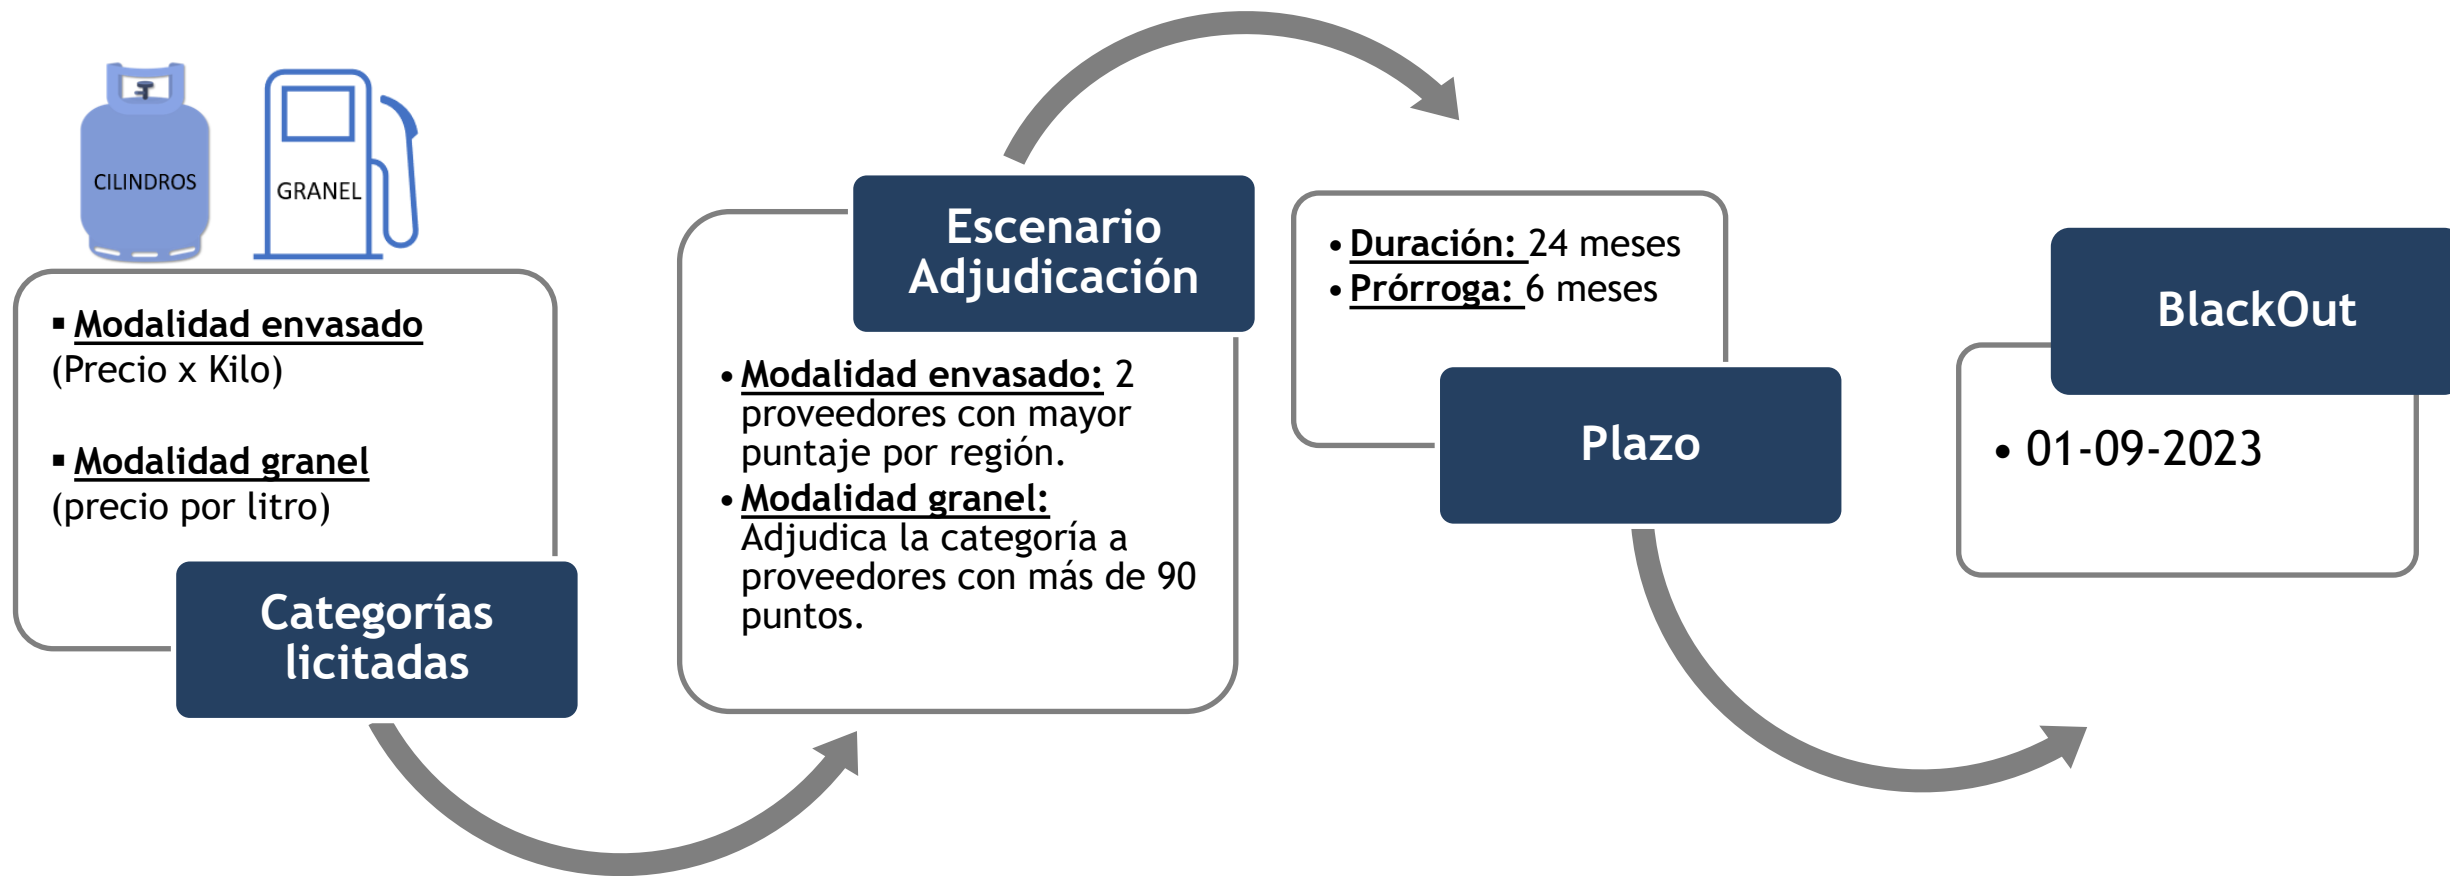 CILINDROS
GRANEL
▪ Modalidad envasado
(Precio x Kilo)
▪ Modalidad granel
(precio por litro)
Categorías
licitadas
Escenario
Adjudicación
• Modalidad envasado: 2
proveedores con mayor
puntaje por región.
• Modalidad granel:
Adjudica la categoría a
proveedores con más de 90
puntos.
• Duración: 24 meses
• Prórroga: 6 meses
Plazo
BlackOut
• 01-09-2023